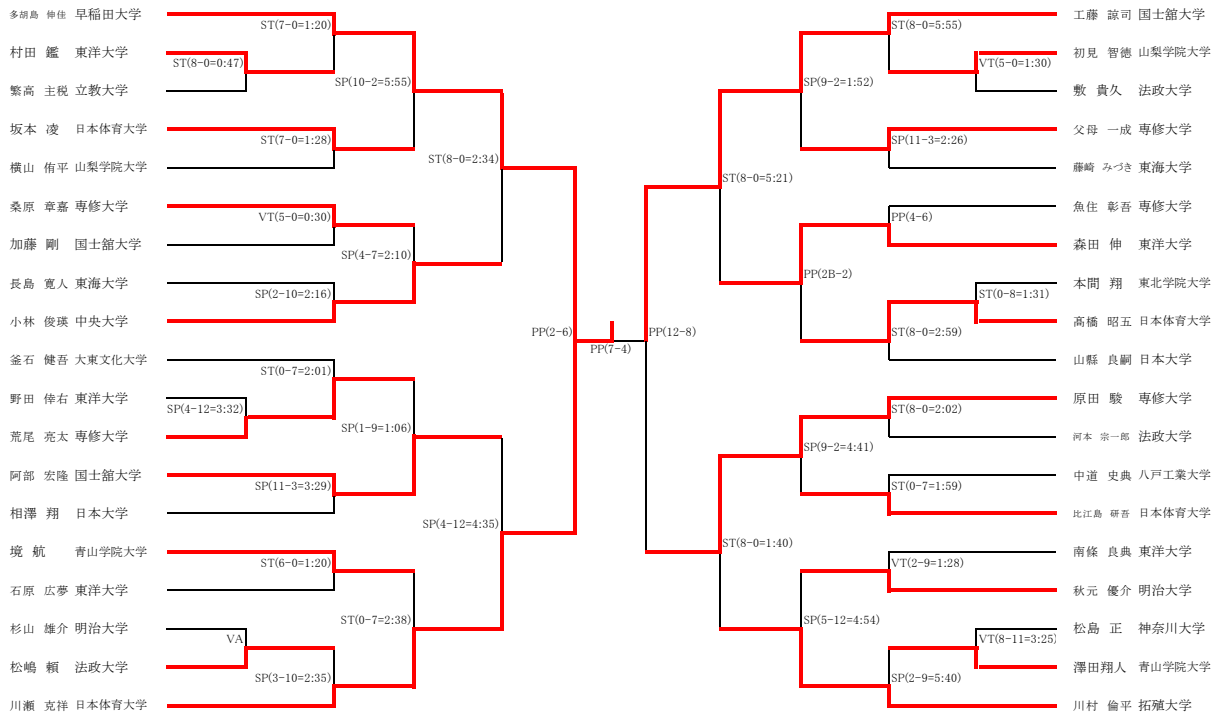 多胡島 伸佳 早稲田大学
村田 鑑 東洋大学
繁高 主税 立教大学
坂本 凌 日本体育大学
横山 侑平 山梨学院大学
桑原 章嘉 専修大学
加藤 剛 国士舘大学
長島 寛人 東海大学
小林 俊瑛 中央大学
釜石 健吾 大東文化大学
野田 倖右 東洋大学
荒尾 亮太 専修大学
阿部 宏隆 国士舘大学
相澤 翔 日本大学
境 航 青山学院大学
石原 広夢 東洋大学
杉山 雄介 明治大学
松嶋 頼 法政大学
川瀬 克祥 日本体育大学
ST(8-0=0:47)
SP(4-12=3:32)
VA
ST(7-0=1:20)
ST(7-0=1:28)
VT(5-0=0:30)
SP(2-10=2:16)
ST(0-7=2:01)
SP(11-3=3:29)
ST(6-0=1:20)
SP(3-10=2:35)
SP(10-2=5:55)
SP(4-7=2:10)
SP(1-9=1:06)
ST(0-7=2:38)
ST(8-0=2:34)
SP(4-12=4:35)
PP(2-6)
PP(7-4)
PP(12-8)
ST(8-0=5:21)
ST(8-0=1:40)
SP(9-2=1:52)
PP(2B-2)
SP(9-2=4:41)
SP(5-12=4:54)
ST(8-0=5:55)
SP(11-3=2:26)
PP(4-6)
ST(8-0=2:59)
ST(8-0=2:02)
ST(0-7=1:59)
VT(2-9=1:28)
SP(2-9=5:40)
VT(5-0=1:30)
ST(0-8=1:31)
VT(8-11=3:25)
工藤 諒司 国士舘大学
初見 智徳 山梨学院大学
敷 貴久 法政大学
父母 一成 専修大学
藤崎 みづき 東海大学
魚住 彰吾 専修大学
森田 伸 東洋大学
本間 翔 東北学院大学
髙橋 昭五 日本体育大学
山縣 良嗣 日本大学
原田 駿 専修大学
河本 宗一郎 法政大学
中道 史典 八戸工業大学
比江島 研吾 日本体育大学
南條 良典 東洋大学
秋元 優介 明治大学
松島 正 神奈川大学
澤田翔人 青山学院大学
川村 倫平 拓殖大学